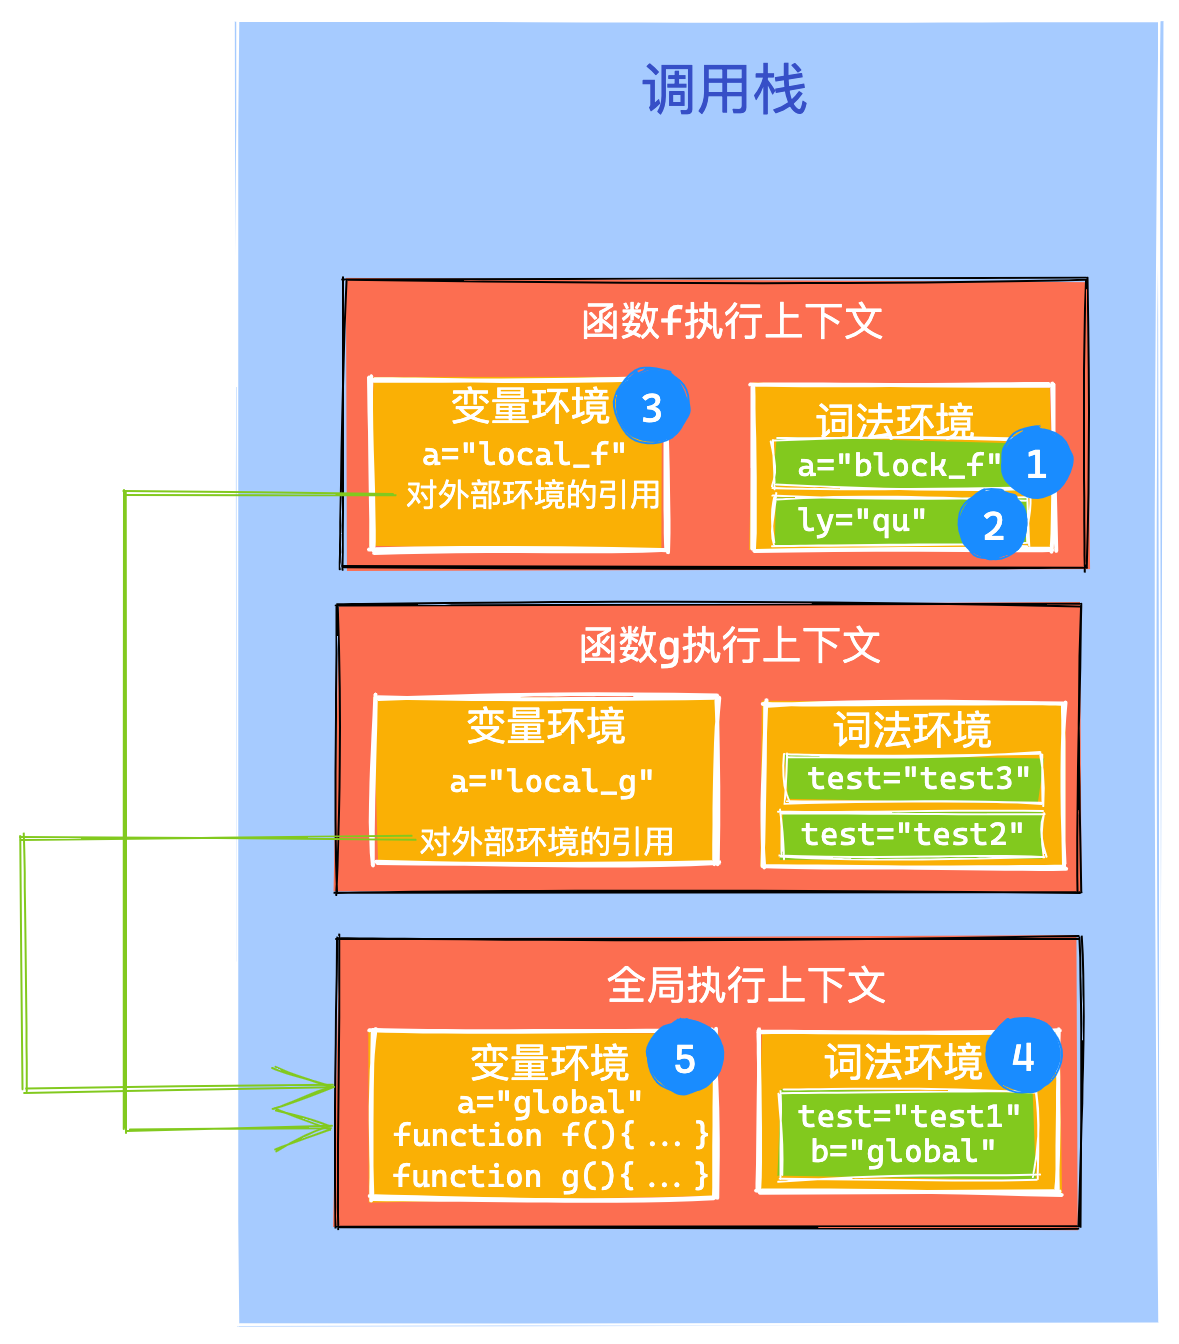 调用栈
函数f执行上下文
变量环境
3
a="local_f"
对外部环境的引用
词法环境
a="block_f"
1
ly="qu"
2
函数g执行上下文
变量环境
a="local_g"
对外部环境的引用
词法环境
test="test3"
test="test2"
全局执行上下文
变量环境
5
a="global"
function f(){...}
function g(){...}
词法环境
4
test="test1"
b="global"